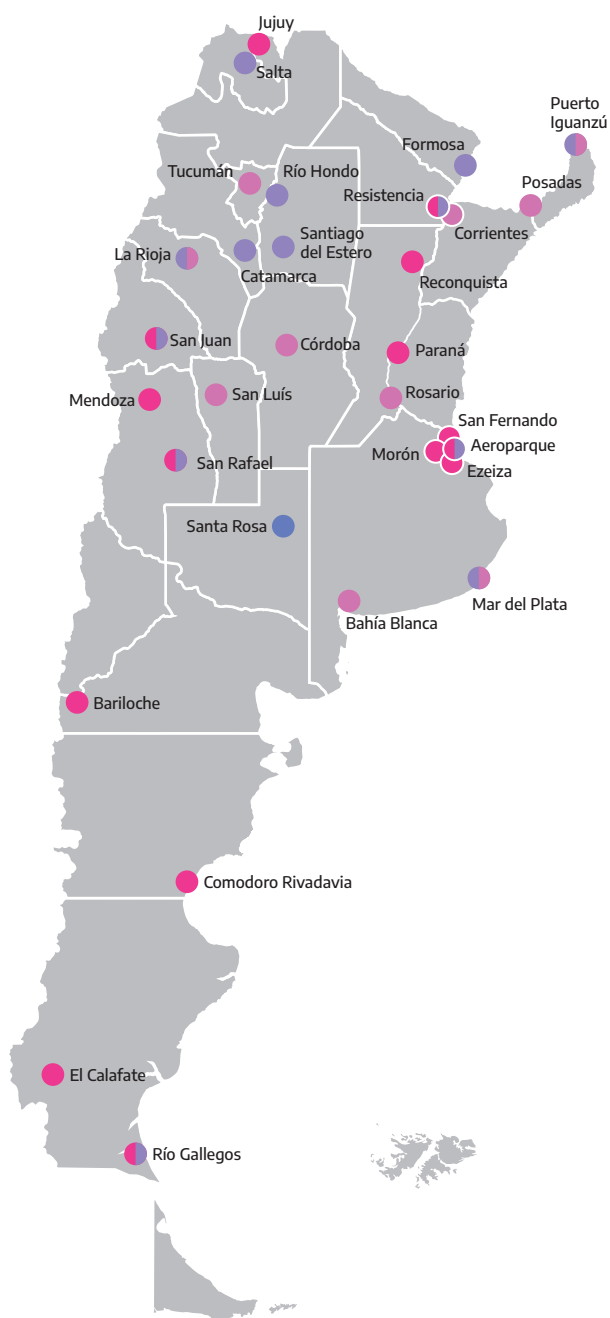 Jujuy
Salta
Puerto
Iguanzú
Formosa
Tucumán
Río Hondo
Resistencia
Posadas
Corrientes
La Rioja
Santiago
del Estero
Catamarca
Reconquista
San Juan
Córdoba
Paraná
Mendoza
San Luís
Rosario
San Fernando
Aeroparque
Morón
San Rafael
Ezeiza
Santa Rosa
Mar del Plata
Bahía Blanca
Bariloche
Comodoro Rivadavia
El Calafate
Río Gallegos